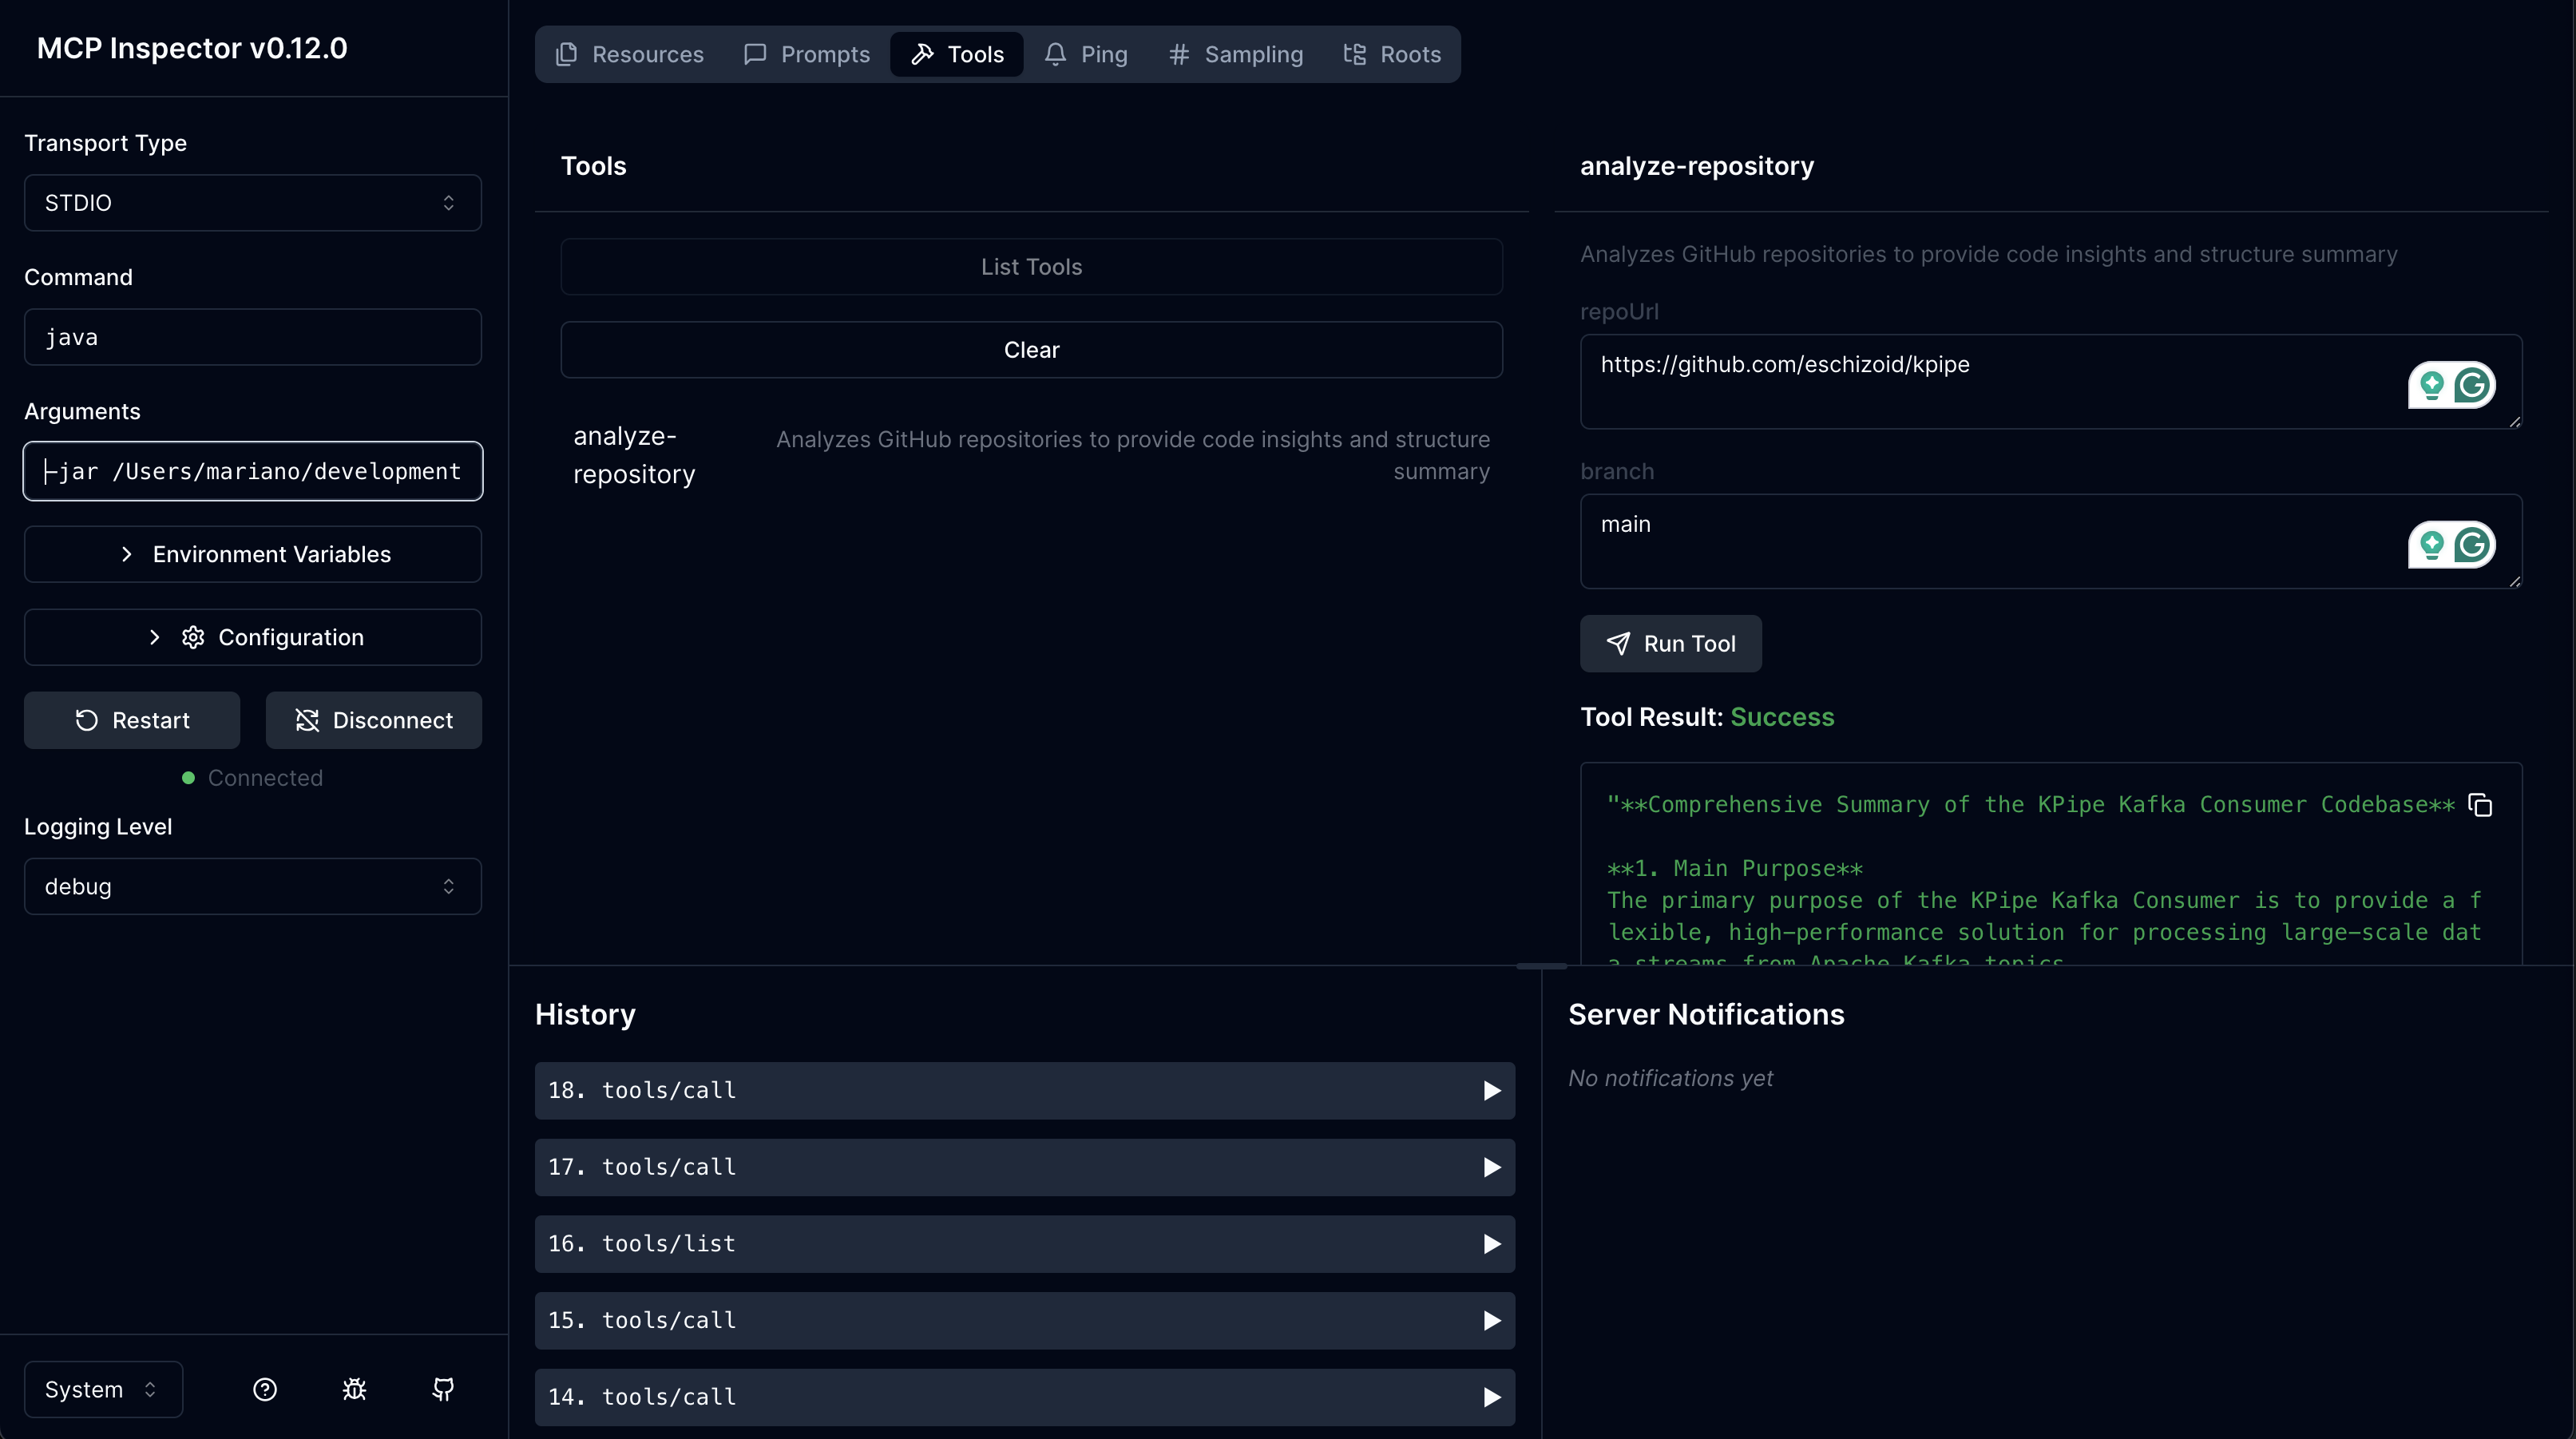 MCP Inspector v0.12.0
Transport Type
STDIO
Command
java
Arguments
-jar /Users/mariano/development
Environment Variables
Configuration
Restart
Disconnect
Connected
Logging Level
debug
System
Resources
Prompts
Tools
Ping
Sampling
Roots
Tools
List Tools
Clear
analyze-
repository
Analyzes GitHub repositories to provide code insights and structure
summary
analyze-repository
Analyzes GitHub repositories to provide code insights and structure summary
repoUrl
https://github.com/eschizoid/kpipe
branch
main
Run Tool
Tool Result: Success
"**Comprehensive Summary of the KPipe Kafka Consumer Codebase**
**1. Main Purpose**
The primary purpose of the KPipe Kafka Consumer is to provide a f
lexible, high-performance solution for processing large-scale dat
a streams from Apache Kafka topics
History
18. tools/call
17. tools/call
16. tools/list
15. tools/call
14. tools/call
Server Notifications
No notifications yet